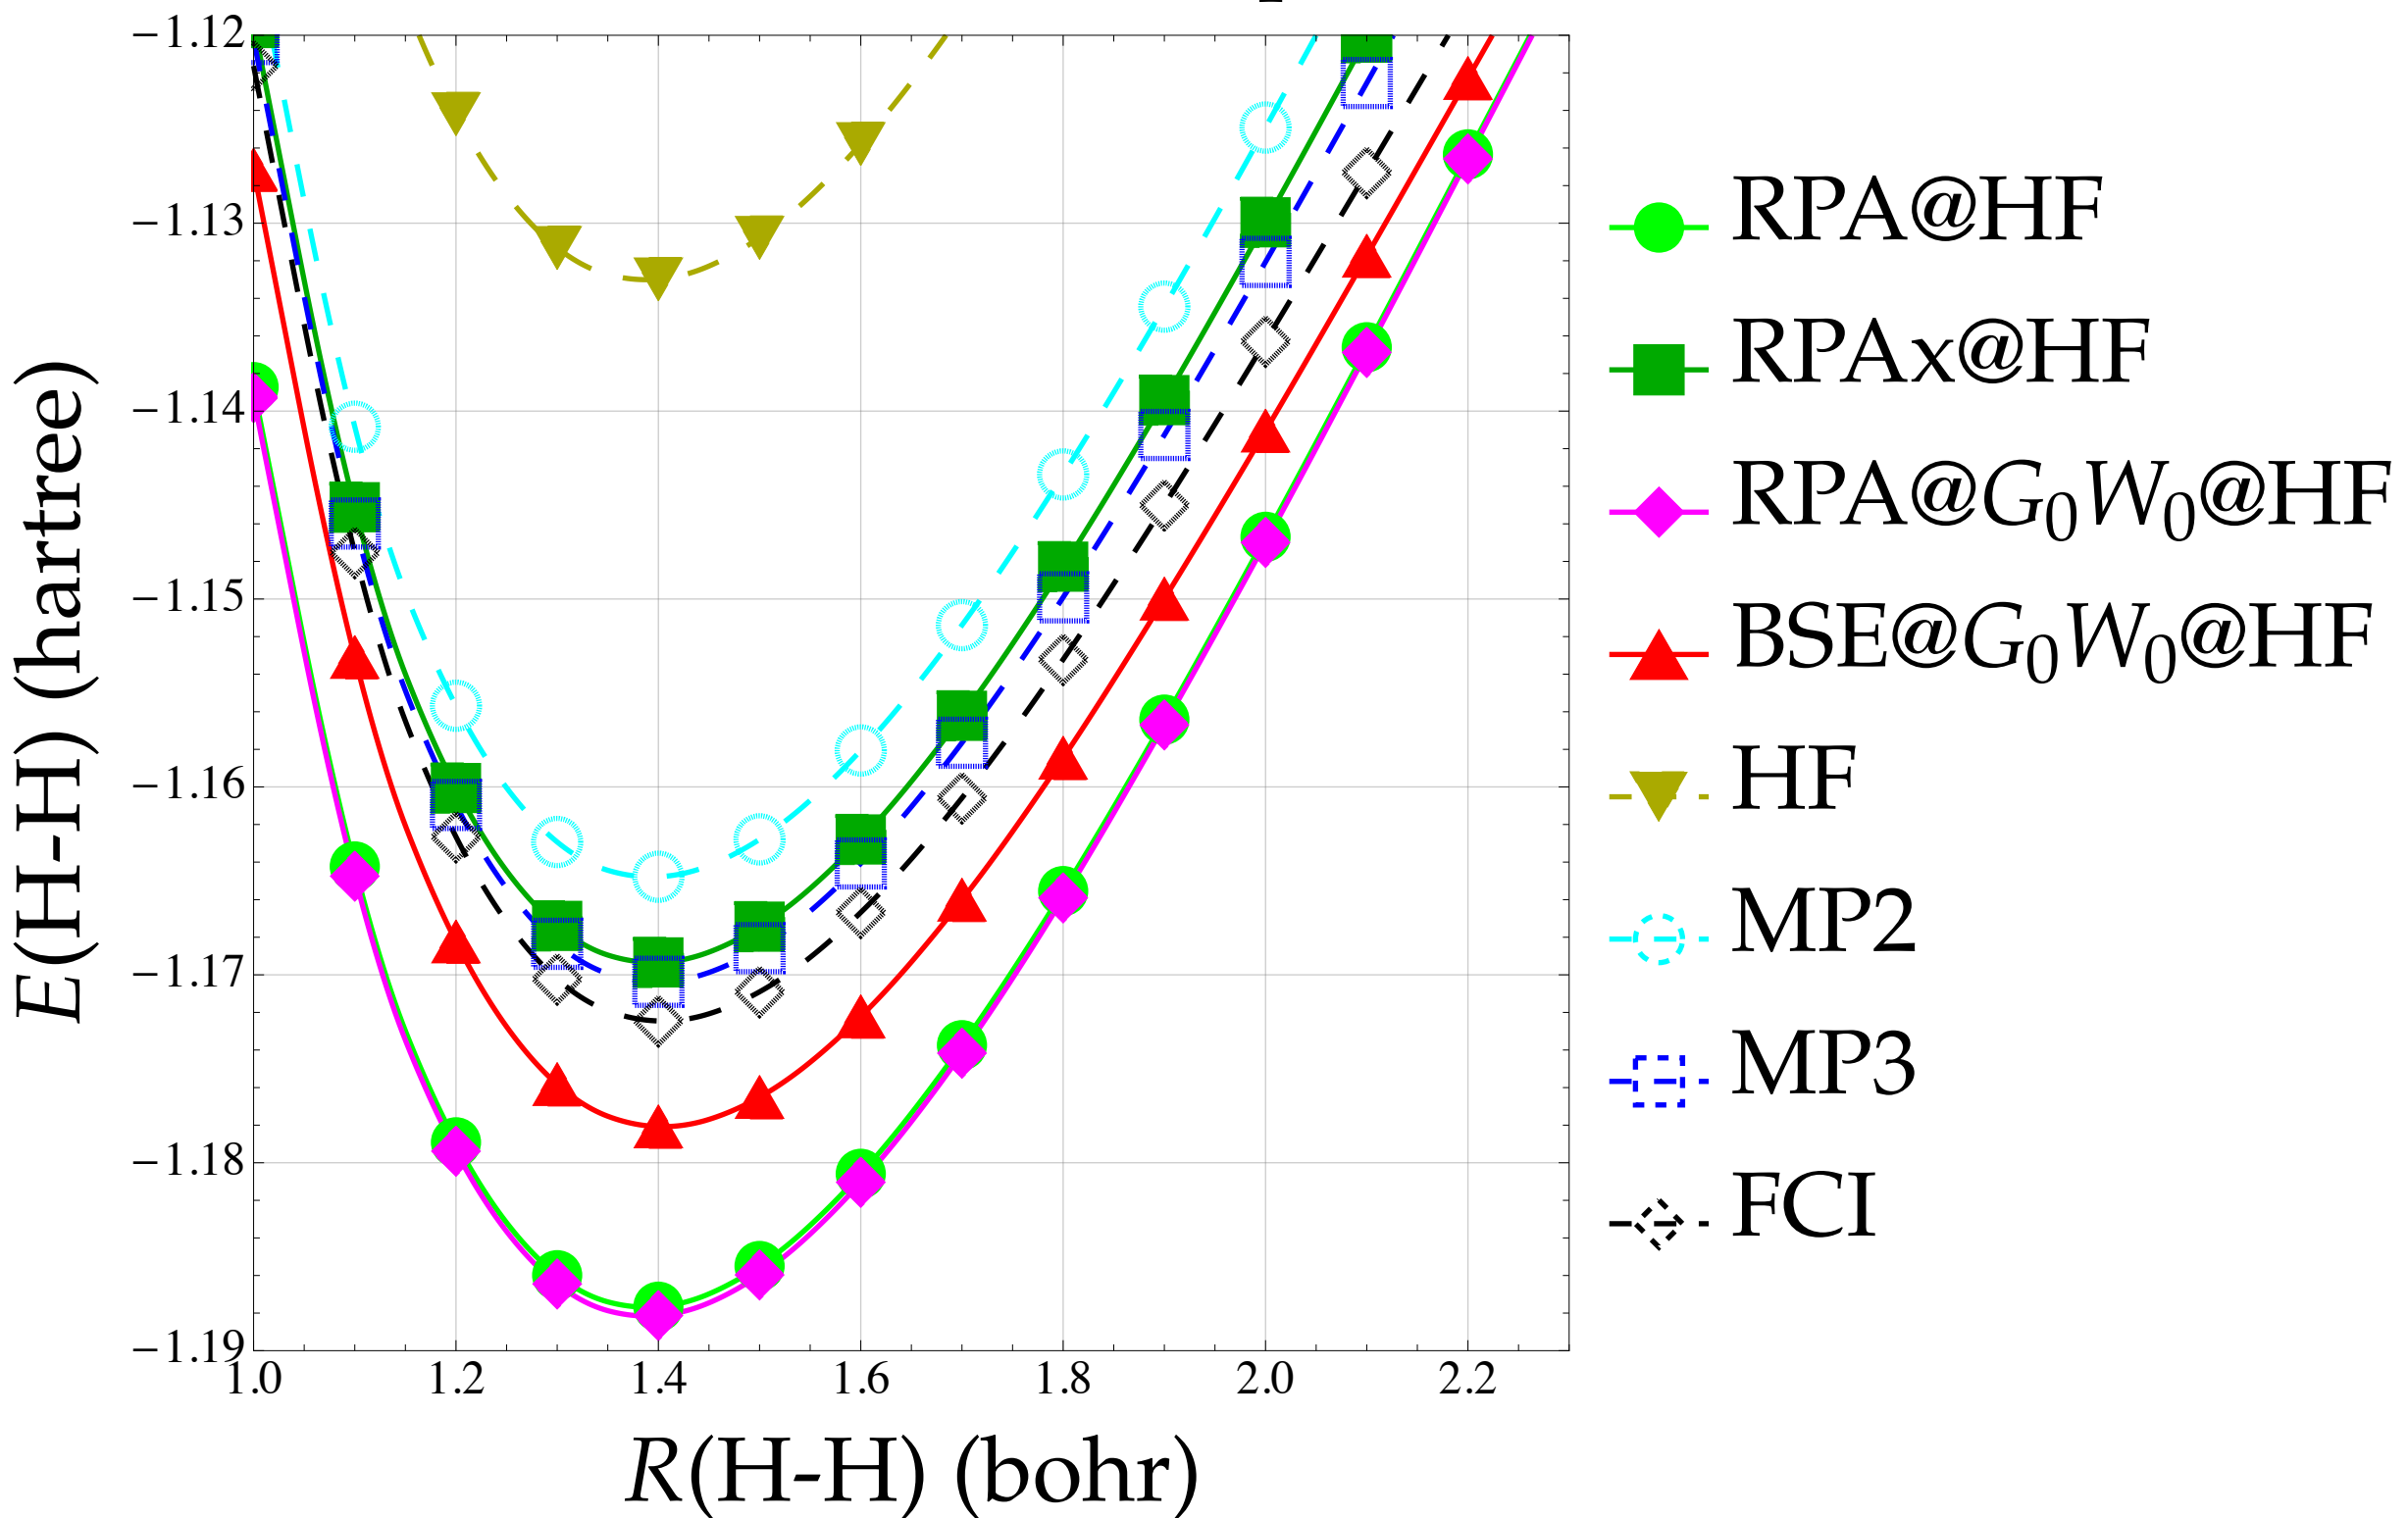 −1.12
−1.13
−1.14
−1.15
−1.16
−1.17
−1.18
−1.19
E(H-H) (hartree)
1.0 1.2 1.4 1.6 1.8 2.0 2.2
R(H-H) (bohr)
RPA@HF
RPAx@HF
RPA@G0W0@HF
BSE@G0W0@HF
HF
MP2
MP3
FCI